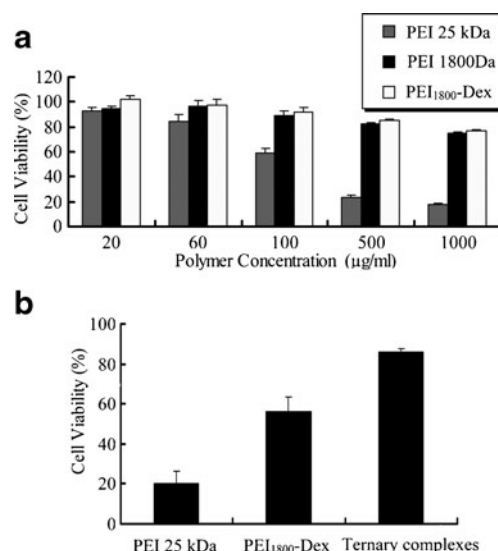 a
PEI 25 kDa
PEI 1800Da
PEI₁₈₀₀-Dex
Cell Viability (%)
120
100
80
60
40
20
0
20 60 100 500 1000
Polymer Concentration (µg/ml)
b
Cell Viability (%)
100
80
60
40
20
0
PEI 25 kDa PEI₁₈₀₀-Dex Ternary complexes